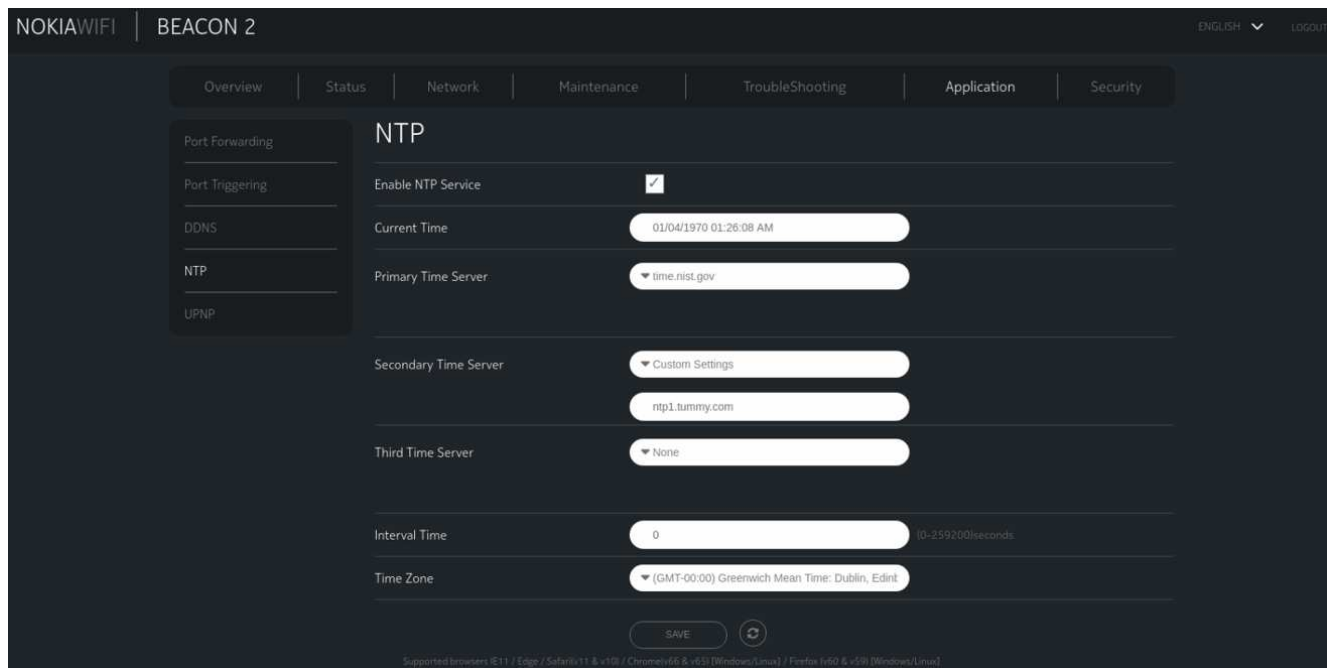 NOKIAWIFI BEACON 2 ENGLISH LOGOUT
Overview Status Network Maintenance TroubleShooting Application Security
Port Forwarding
Port Triggering
DDNS
NTP
UPNP
NTP
Enable NTP Service
Current Time 01/04/1970 01:26:08 AM
Primary Time Server time.nist.gov
Secondary Time Server Custom Settings
ntp1.tummy.com
Third Time Server None
Interval Time 0 (0-259200)seconds
Time Zone (GMT-00:00) Greenwich Mean Time: Dublin, Edint
SAVE
Supported browsers IE11 / Edge / Safari(v11 & v10) / Chrome(v66 & v65) [Windows/Linux] / Firefox (v60 & v59) [Windows/Linux]